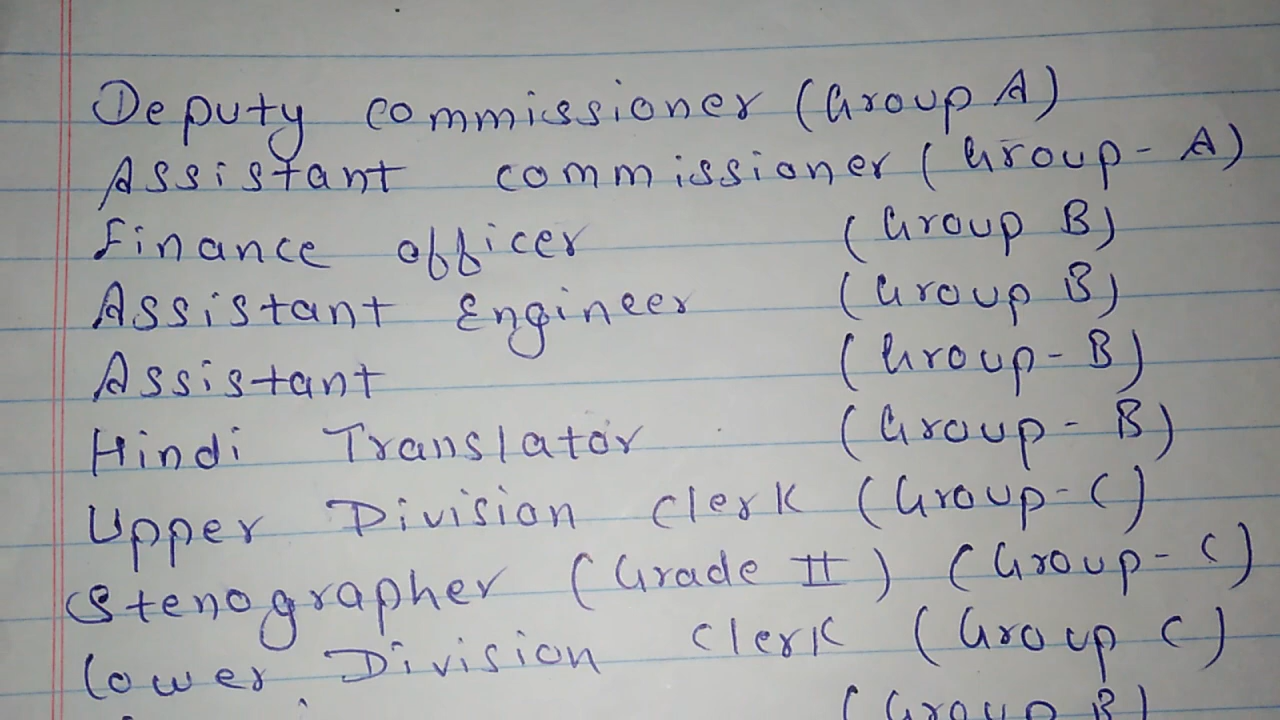 Deputy commissioner (Group A)
Assistant commissioner (Group - A)
Finance officer (Group B)
Assistant Engineer (Group B)
Assistant (Group - B)
Hindi Translator (Group - B)
Upper Division clerk (Group - C)
Stenographer (Grade II) (Group - C)
Lower Division clerk (Group C)
(Group B)